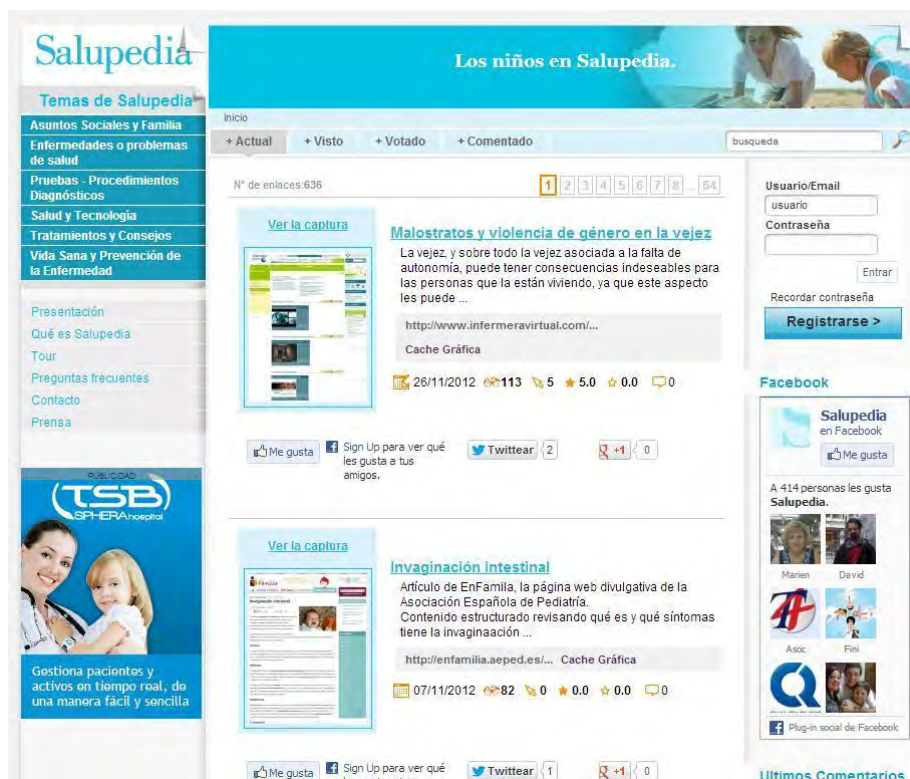 Salupedia
Los niños en Salupedia.
Temas de Salupedia
Asuntos Sociales y Familia
Enfermedades o problemas
de salud
Pruebas - Procedimientos
Diagnósticos
Salud y Tecnología
Tratamientos y Consejos
Vida Sana y Prevención de
la Enfermedad
Presentación
Qué es Salupedia
Tour
Preguntas frecuentes
Contacto
Prensa
PUBLICIDAD
TSB
SPHERA hospital
Gestiona pacientes y
activos en tiempo real, de
una manera fácil y sencilla
Inicio
+ Actual + Visto + Votado + Comentado
busqueda
Nº de enlaces:636
1 2 3 4 5 6 7 8 ... 64
Ver la captura
Malostratos y violencia de género en la vejez
La vejez, y sobre todo la vejez asociada a la falta de
autonomía, puede tener consecuencias indeseables para
las personas que la están viviendo, ya que este aspecto
les puede ...
http://www.infermeravirtual.com/...
Cache Gráfica
26/11/2012 113 5 5.0 0.0 0
Me gusta
Sign Up para ver qué
les gusta a tus
amigos.
Twittear 2
+1 0
Ver la captura
Invaginación intestinal
Artículo de EnFamila, la página web divulgativa de la
Asociación Española de Pediatría.
Contenido estructurado revisando qué es y qué síntomas
tiene la invaginaación ...
http://enfamilia.aeped.es/... Cache Gráfica
07/11/2012 82 0 0.0 0.0 0
Me gusta
Sign Up para ver qué
Twittear 1
+1 0
Usuario/Email
usuario
Contraseña
Entrar
Recordar contraseña
Registrarse >
Facebook
Salupedia
en Facebook
Me gusta
A 414 personas les gusta
Salupedia.
Marien David
Asoc Fini
Plug-in social de Facebook
Ultimos Comentarios